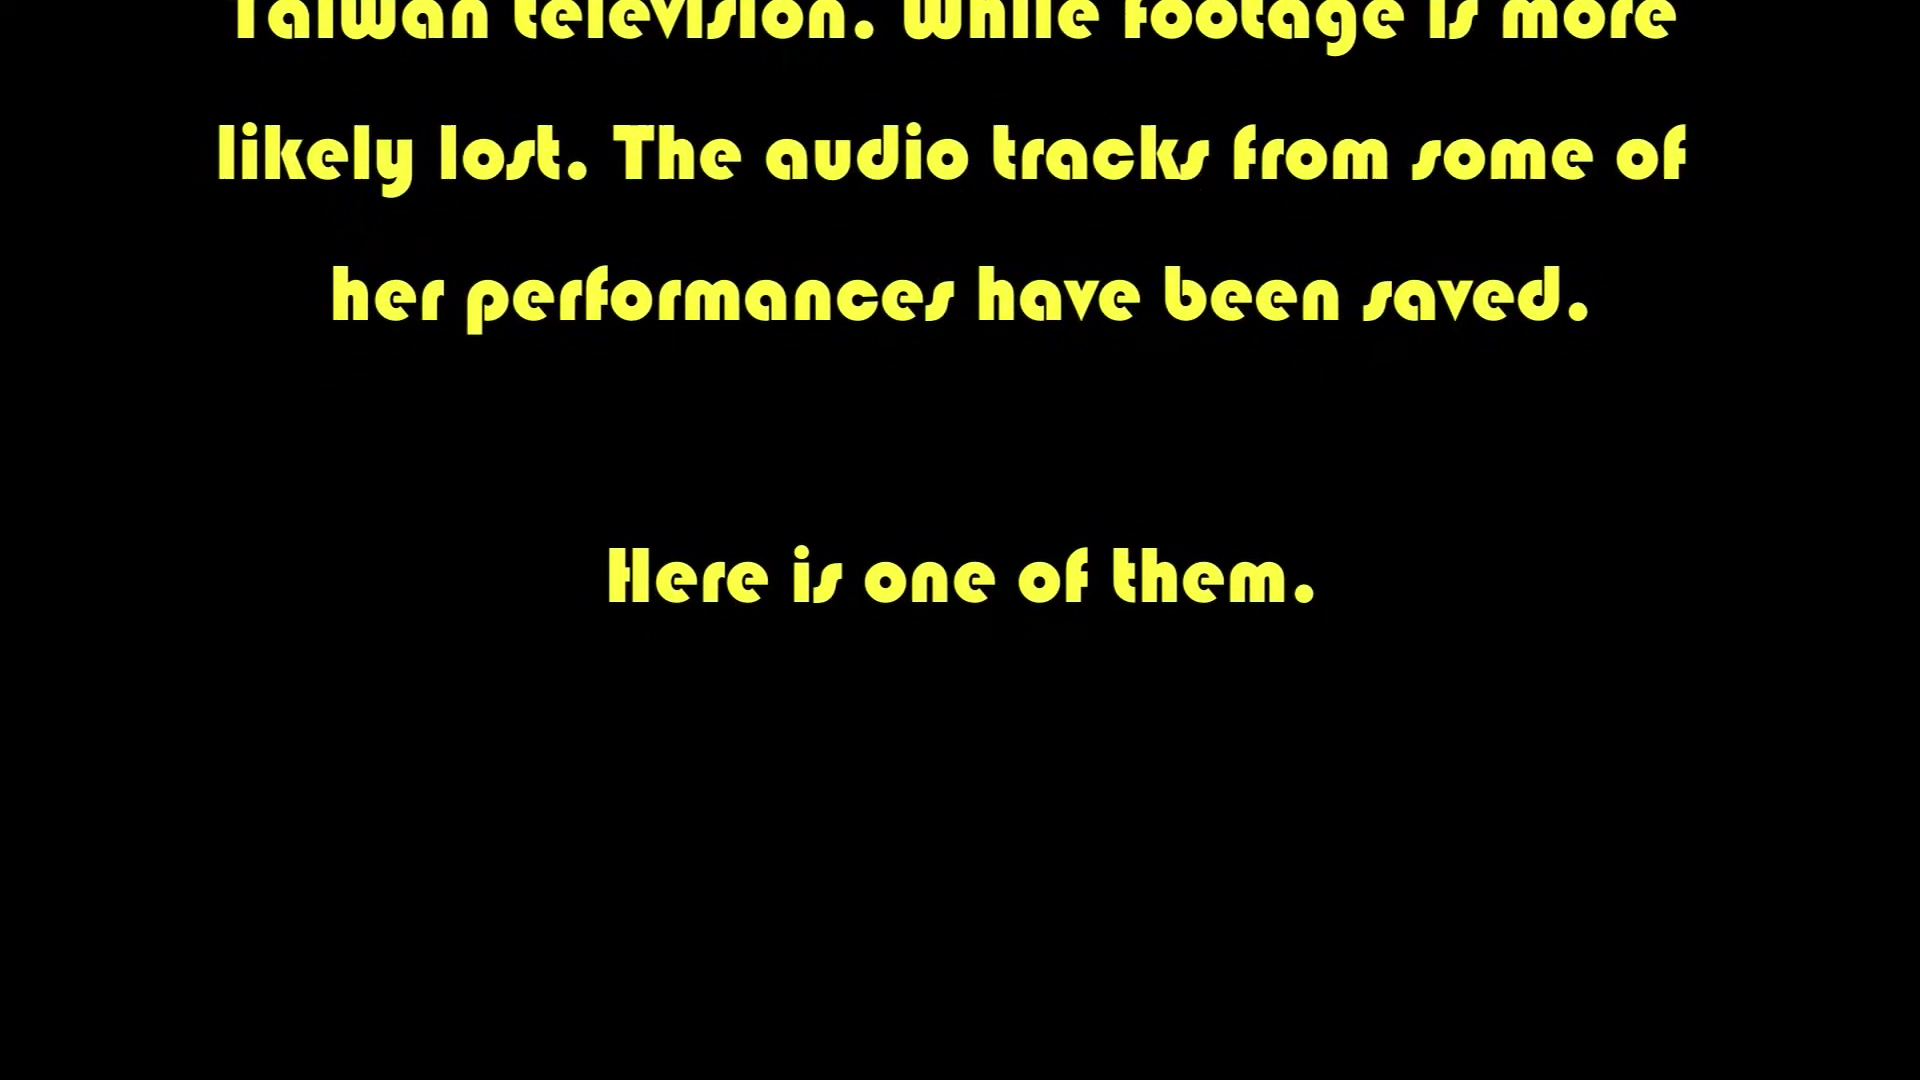 Taiwan television. While footage is more
likely lost. The audio tracks from some of
her performances have been saved.
Here is one of them.